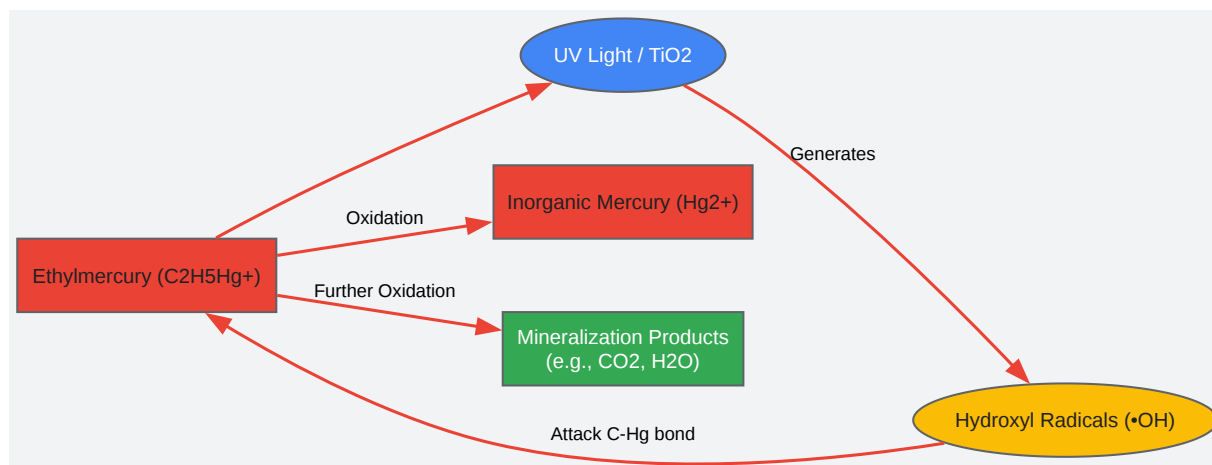 UV Light / TiO2
Generates
Inorganic Mercury (Hg2+)
Oxidation
Ethylmercury (C2H5Hg+)
Further Oxidation
Mineralization Products
(e.g., CO2, H2O)
Hydroxyl Radicals (•OH)
Attack C-Hg bond